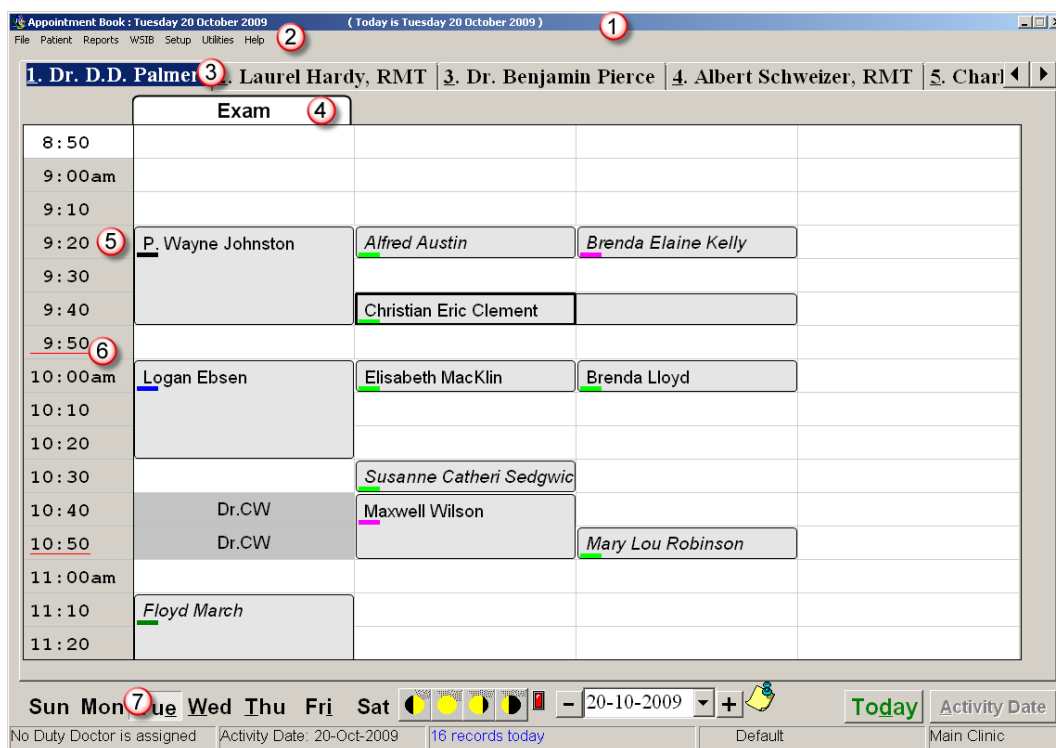 Appointment Book : Tuesday 20 October 2009 ( Today is Tuesday 20 October 2009 ) 1
File Patient Reports WSIB Setup Utilities Help 2
1. Dr. D.D. Palmer 3 . Laurel Hardy, RMT 3. Dr. Benjamin Pierce 4. Albert Schweizer, RMT 5. Charl
Exam 4
8:50
9:00am
9:10
9:20 5 P. Wayne Johnston Alfred Austin Brenda Elaine Kelly
9:30
9:40 Christian Eric Clement
9:50 6
10:00am Logan Ebsen Elisabeth MacKlin Brenda Lloyd
10:10
10:20
10:30 Susanne Catheri Sedgwic
10:40 Dr.CW Maxwell Wilson
10:50 Dr.CW Mary Lou Robinson
11:00am
11:10 Floyd March
11:20
Sun Mon 7 ue Wed Thu Fri Sat – 20-10-2009 + Today Activity Date
No Duty Doctor is assigned Activity Date: 20-Oct-2009 16 records today Default Main Clinic